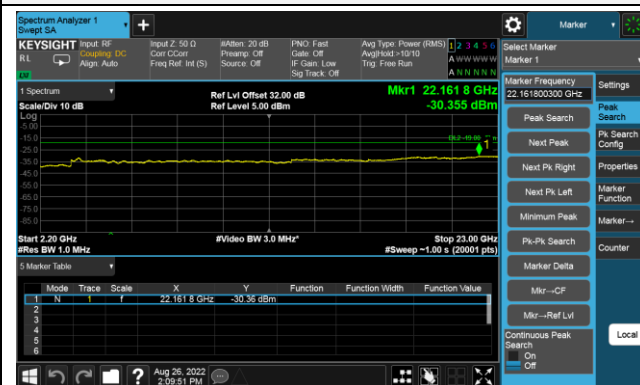 Spectrum Analyzer 1
Swept SA
KEYSIGHT
RL
Input: RF
Coupling: DC
Align: Auto
Input Z: 50 Ω
Corr CCorr
Freq Ref: Int (S)
#Atten: 20 dB
Preamp: Off
Source: Off
PNO: Fast
Gate: Off
IF Gain: Low
Sig Track: Off
Avg Type: Power (RMS)
Avg|Hold:>10/10
Trig: Free Run
1 2 3 4 5 6
A W W W W W
A N N N N N
1 Spectrum
Scale/Div 10 dB
Ref Lvl Offset 32.00 dB
Ref Level 5.00 dBm
Mkr1 22.161 8 GHz
-30.355 dBm
Log
-5.00
-15.0
-25.0
-35.0
-45.0
-55.0
-65.0
-75.0
-85.0
1
Start 2.20 GHz
#Res BW 1.0 MHz
#Video BW 3.0 MHz*
Stop 23.00 GHz
#Sweep ~1.00 s (20001 pts)
5 Marker Table
Mode Trace Scale X Y Function Function Width Function Value
1 N 1 f 22.161 8 GHz -30.36 dBm
2
3
4
5
6
Aug 26, 2022
2:09:51 PM
?
Marker
Select Marker
Marker 1
Marker Frequency
22.161800300 GHz
Peak Search
Next Peak
Next Pk Right
Next Pk Left
Minimum Peak
Pk-Pk Search
Marker Delta
Mkr→CF
Mkr→Ref Lvl
Continuous Peak
Search
On
Off
Settings
Peak
Search
Pk Search
Config
Properties
Marker
Function
Marker→
Counter
Local